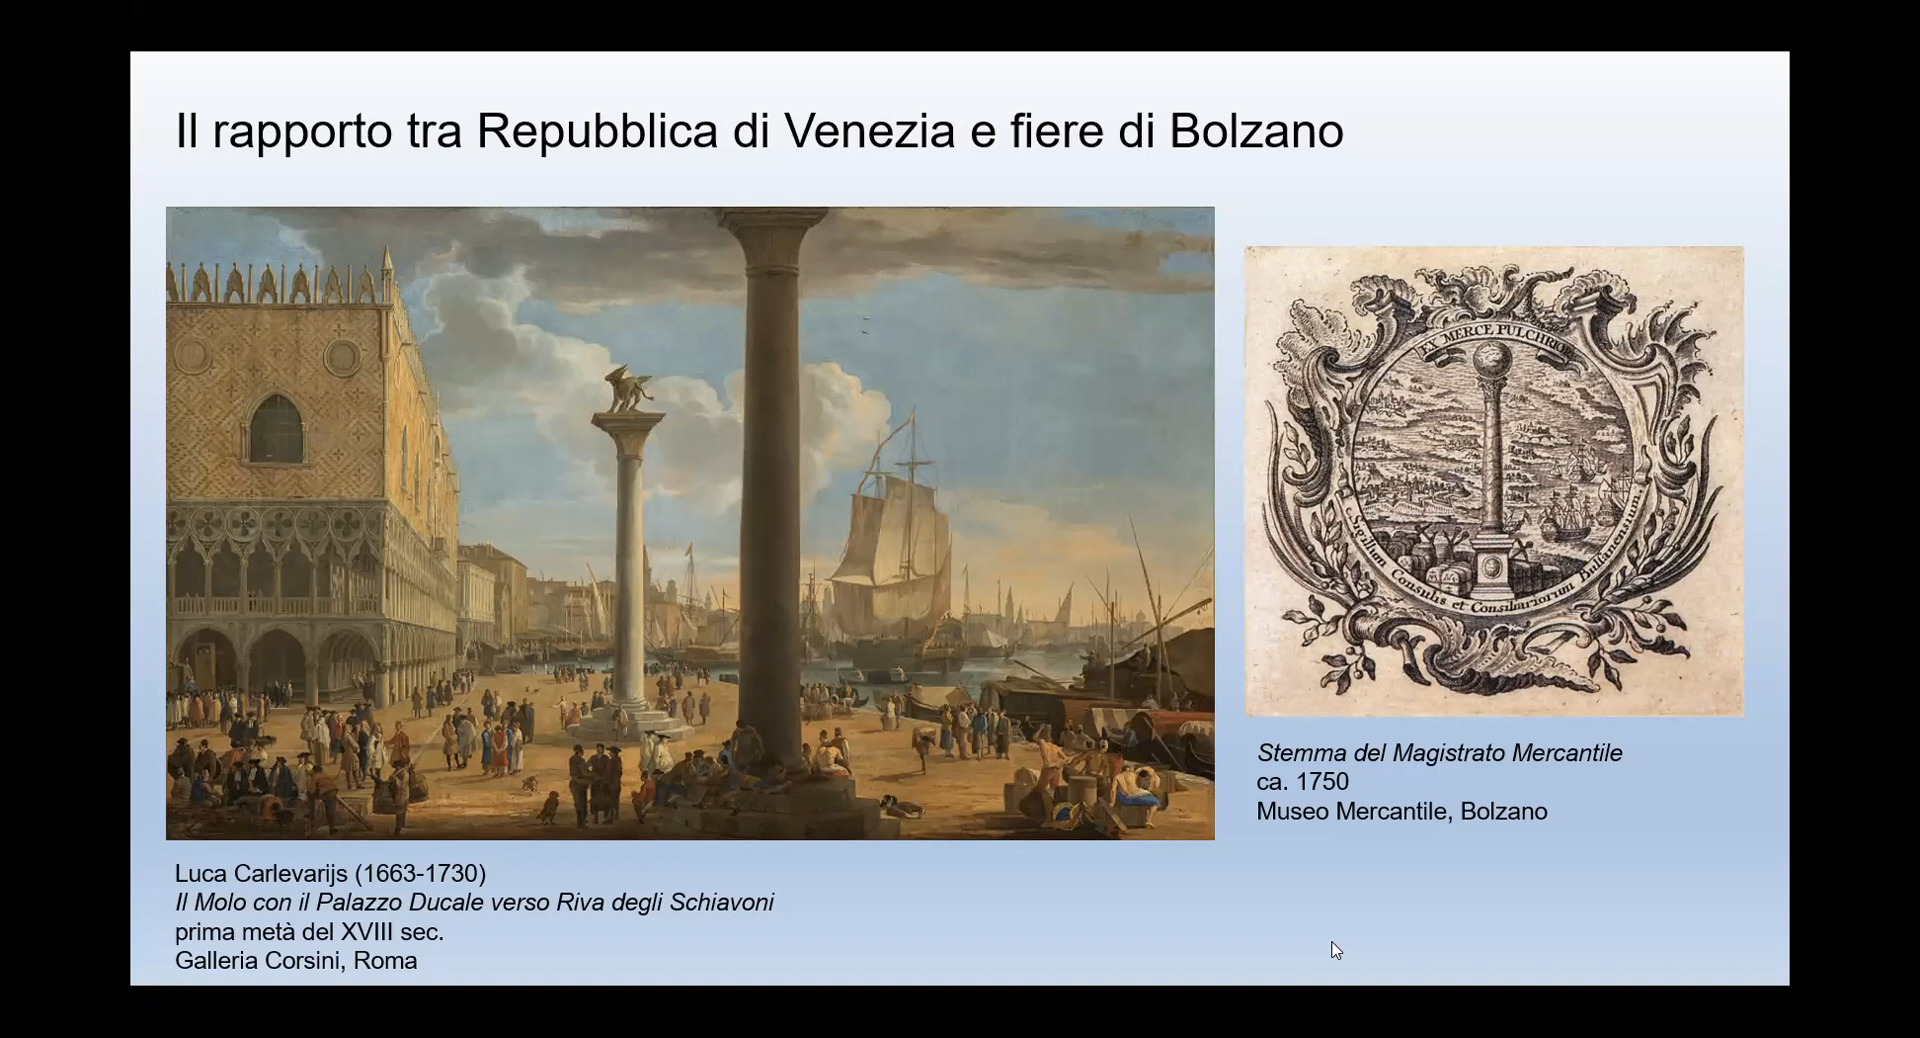 Il rapporto tra Repubblica di Venezia e fiere di Bolzano
EX MERCE PULCHRIOR
Sigillum Consulis et Consiliariorum Bulsanensium
Stemma del Magistrato Mercantile
ca. 1750
Museo Mercantile, Bolzano
Luca Carlevarijs (1663-1730)
Il Molo con il Palazzo Ducale verso Riva degli Schiavoni
prima metà del XVIII sec.
Galleria Corsini, Roma